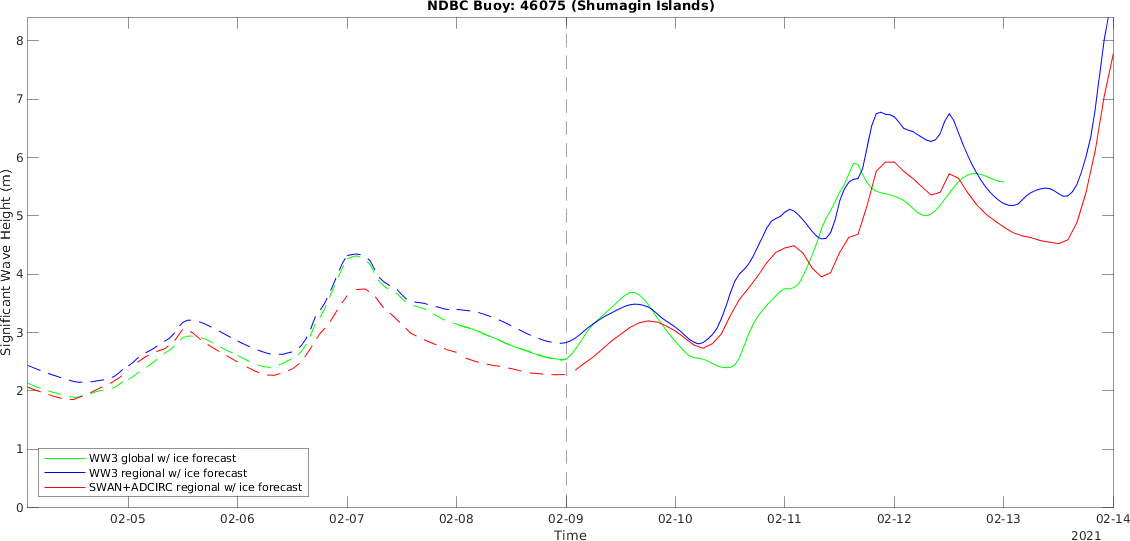 NDBC Buoy: 46075 (Shumagin Islands)
8
7
6
5
4
3
2
1
0
Significant Wave Height (m)
WW3 global w/ ice forecast
WW3 regional w/ ice forecast
SWAN+ADCIRC regional w/ ice forecast
02-05 02-06 02-07 02-08 02-09 02-10 02-11 02-12 02-13 02-14
Time
2021